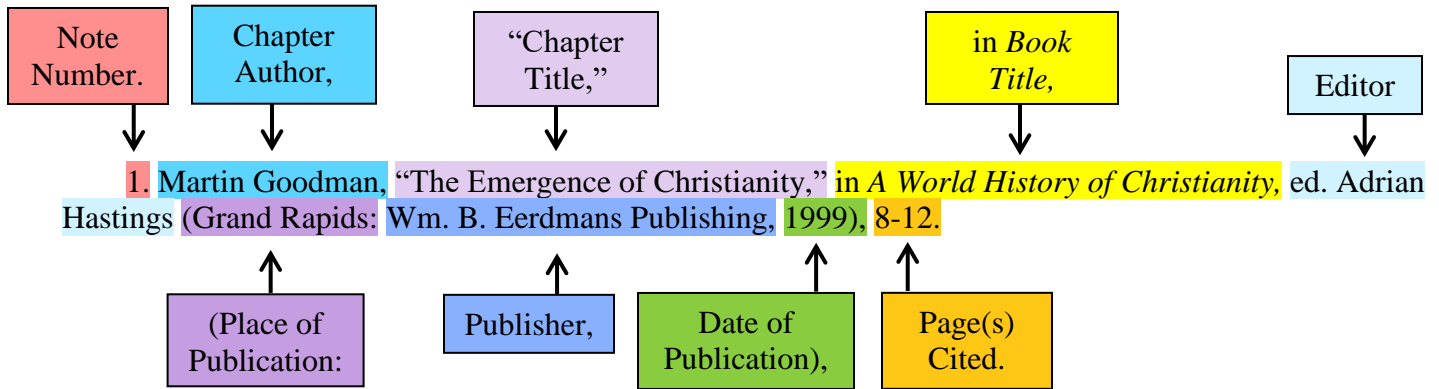 Note
Number.
Chapter
Author,
“Chapter
Title,”
in Book
Title,
Editor
1. Martin Goodman, “The Emergence of Christianity,” in A World History of Christianity, ed. Adrian
Hastings (Grand Rapids: Wm. B. Eerdmans Publishing, 1999), 8-12.
(Place of
Publication:
Publisher,
Date of
Publication),
Page(s)
Cited.